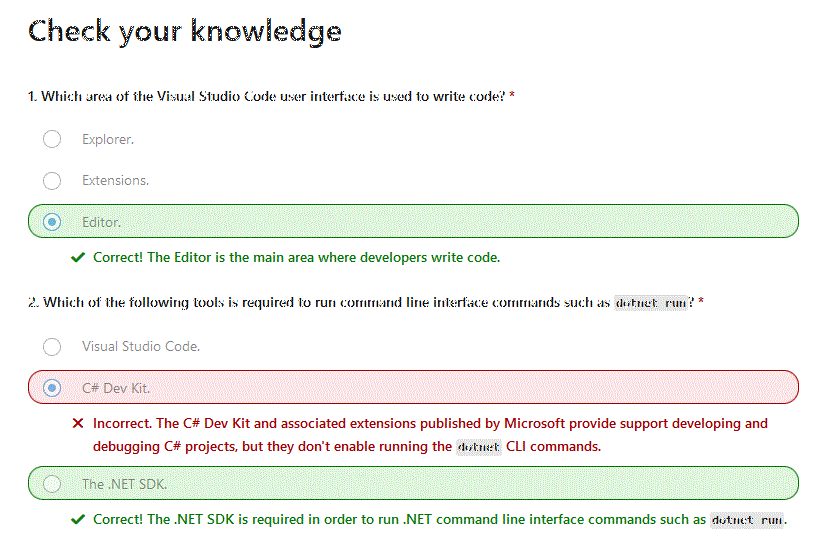 Check your knowledge
1. Which area of the Visual Studio Code user interface is used to write code? *
Explorer.
Extensions.
Editor.
Correct! The Editor is the main area where developers write code.
2. Which of the following tools is required to run command line interface commands such as dotnet run? *
Visual Studio Code.
C# Dev Kit.
Incorrect. The C# Dev Kit and associated extensions published by Microsoft provide support developing and
debugging C# projects, but they don't enable running the dotnet CLI commands.
The .NET SDK.
Correct! The .NET SDK is required in order to run .NET command line interface commands such as dotnet run.